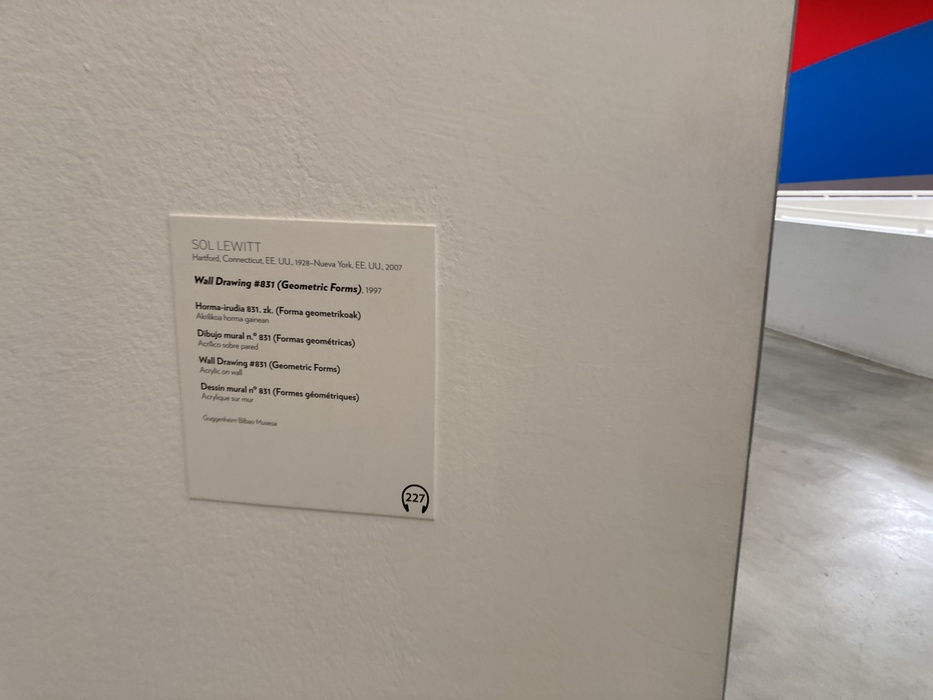 SOL LEWITT
Hartford, Connecticut, EE. UU., 1928–Nueva York, EE. UU., 2007
Wall Drawing #831 (Geometric Forms), 1997
Horma-irudia 831. zk. (Forma geometrikoak)
Akrilikoa horma gainean
Dibujo mural n.º 831 (Formas geométricas)
Acrílico sobre pared
Wall Drawing #831 (Geometric Forms)
Acrylic on wall
Dessin mural nº 831 (Formes géométriques)
Acrylique sur mur
Guggenheim Bilbao Museoa
227